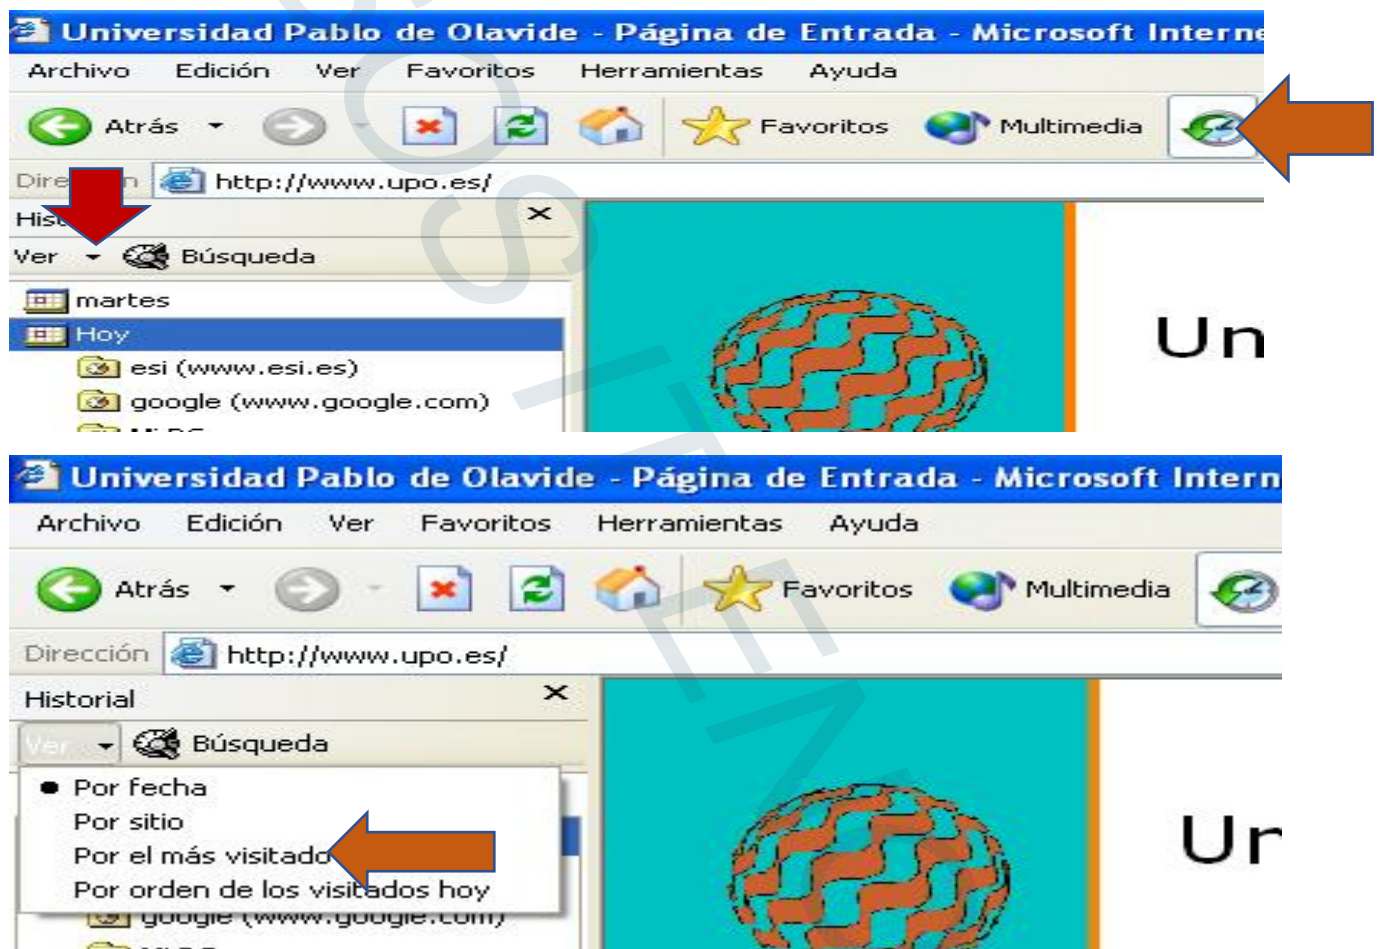 Universidad Pablo de Olavide - Página de Entrada - Microsoft Interne
Archivo Edición Ver Favoritos Herramientas Ayuda
Atrás Favoritos Multimedia
http://www.upo.es/
Ver Búsqueda
martes
Hoy
esi (www.esi.es)
google (www.google.com)
Un
Universidad Pablo de Olavide - Página de Entrada - Microsoft Intern
Archivo Edición Ver Favoritos Herramientas Ayuda
Atrás Favoritos Multimedia
Dirección http://www.upo.es/
Historial
Ver Búsqueda
Por fecha
Por sitio
Por el más visitado
Por orden de los visitados hoy
google (www.google.com)
Ur